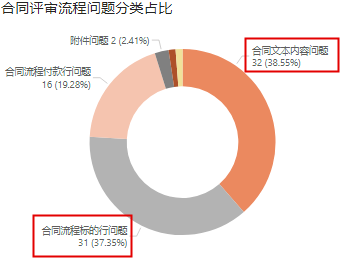 合同评审流程问题分类占比
附件问题 2 (2.41%)
合同文本内容问题
32 (38.55%)
合同流程付款行问题
16 (19.28%)
合同流程标的行问题
31 (37.35%)